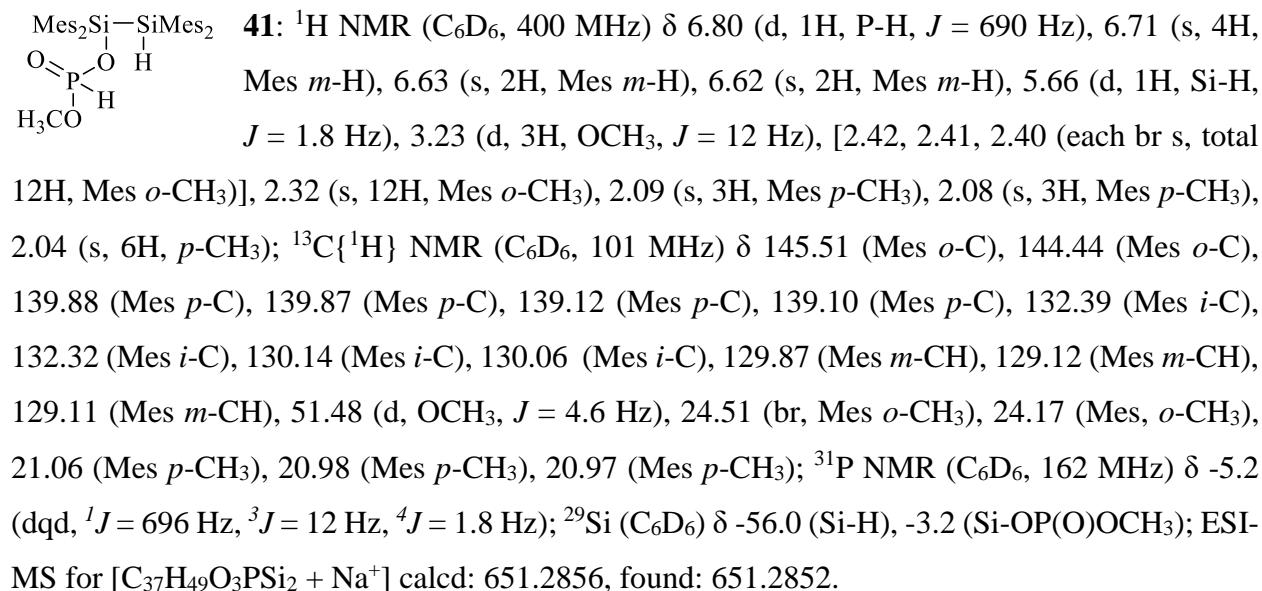 Mes₂Si−SiMes₂
O O H
P
H
H₃CO
41: ¹H NMR (C₆D₆, 400 MHz) δ 6.80 (d, 1H, P-H, J = 690 Hz), 6.71 (s, 4H,
Mes m-H), 6.63 (s, 2H, Mes m-H), 6.62 (s, 2H, Mes m-H), 5.66 (d, 1H, Si-H,
J = 1.8 Hz), 3.23 (d, 3H, OCH₃, J = 12 Hz), [2.42, 2.41, 2.40 (each br s, total
12H, Mes o-CH₃)], 2.32 (s, 12H, Mes o-CH₃), 2.09 (s, 3H, Mes p-CH₃), 2.08 (s, 3H, Mes p-CH₃),
2.04 (s, 6H, p-CH₃); ¹³C{¹H} NMR (C₆D₆, 101 MHz) δ 145.51 (Mes o-C), 144.44 (Mes o-C),
139.88 (Mes p-C), 139.87 (Mes p-C), 139.12 (Mes p-C), 139.10 (Mes p-C), 132.39 (Mes i-C),
132.32 (Mes i-C), 130.14 (Mes i-C), 130.06 (Mes i-C), 129.87 (Mes m-CH), 129.12 (Mes m-CH),
129.11 (Mes m-CH), 51.48 (d, OCH₃, J = 4.6 Hz), 24.51 (br, Mes o-CH₃), 24.17 (Mes, o-CH₃),
21.06 (Mes p-CH₃), 20.98 (Mes p-CH₃), 20.97 (Mes p-CH₃); ³¹P NMR (C₆D₆, 162 MHz) δ -5.2
(dqd, ¹J = 696 Hz, ³J = 12 Hz, ⁴J = 1.8 Hz); ²⁹Si (C₆D₆) δ -56.0 (Si-H), -3.2 (Si-OP(O)OCH₃); ESI-
MS for [C₃₇H₄₉O₃PSi₂ + Na⁺] calcd: 651.2856, found: 651.2852.